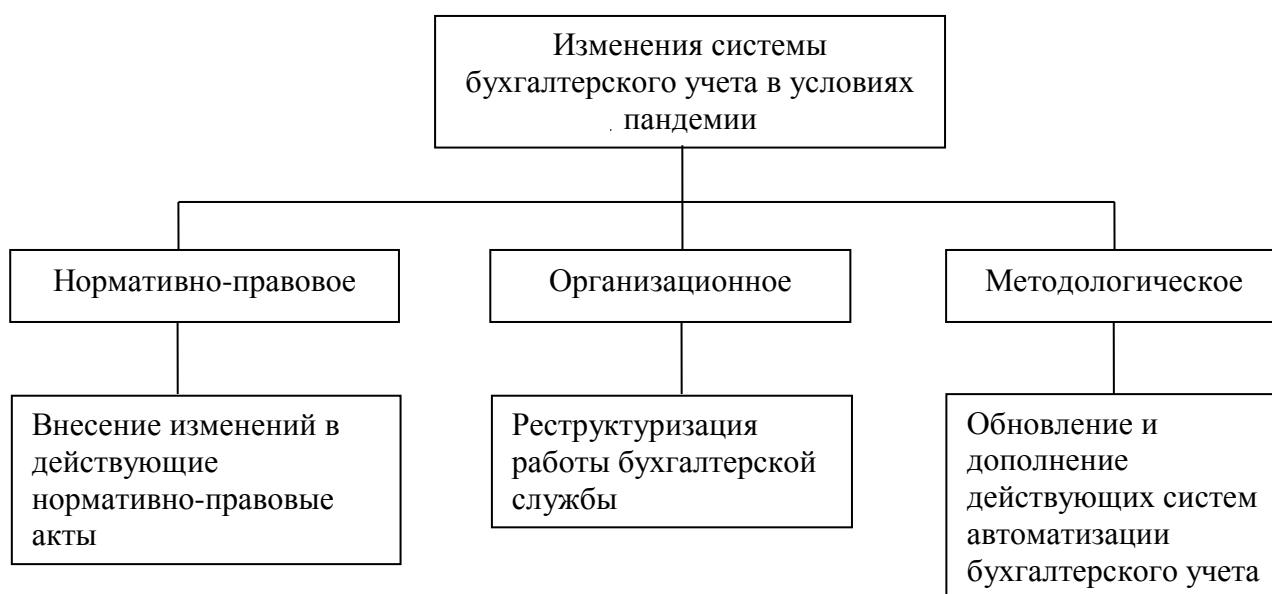 Изменения системы
бухгалтерского учета в условиях
пандемии
Нормативно-правовое
Организационное
Методологическое
Внесение изменений в
действующие
нормативно-правовые
акты
Реструктуризация
работы бухгалтерской
службы
Обновление и
дополнение
действующих систем
автоматизации
бухгалтерского учета